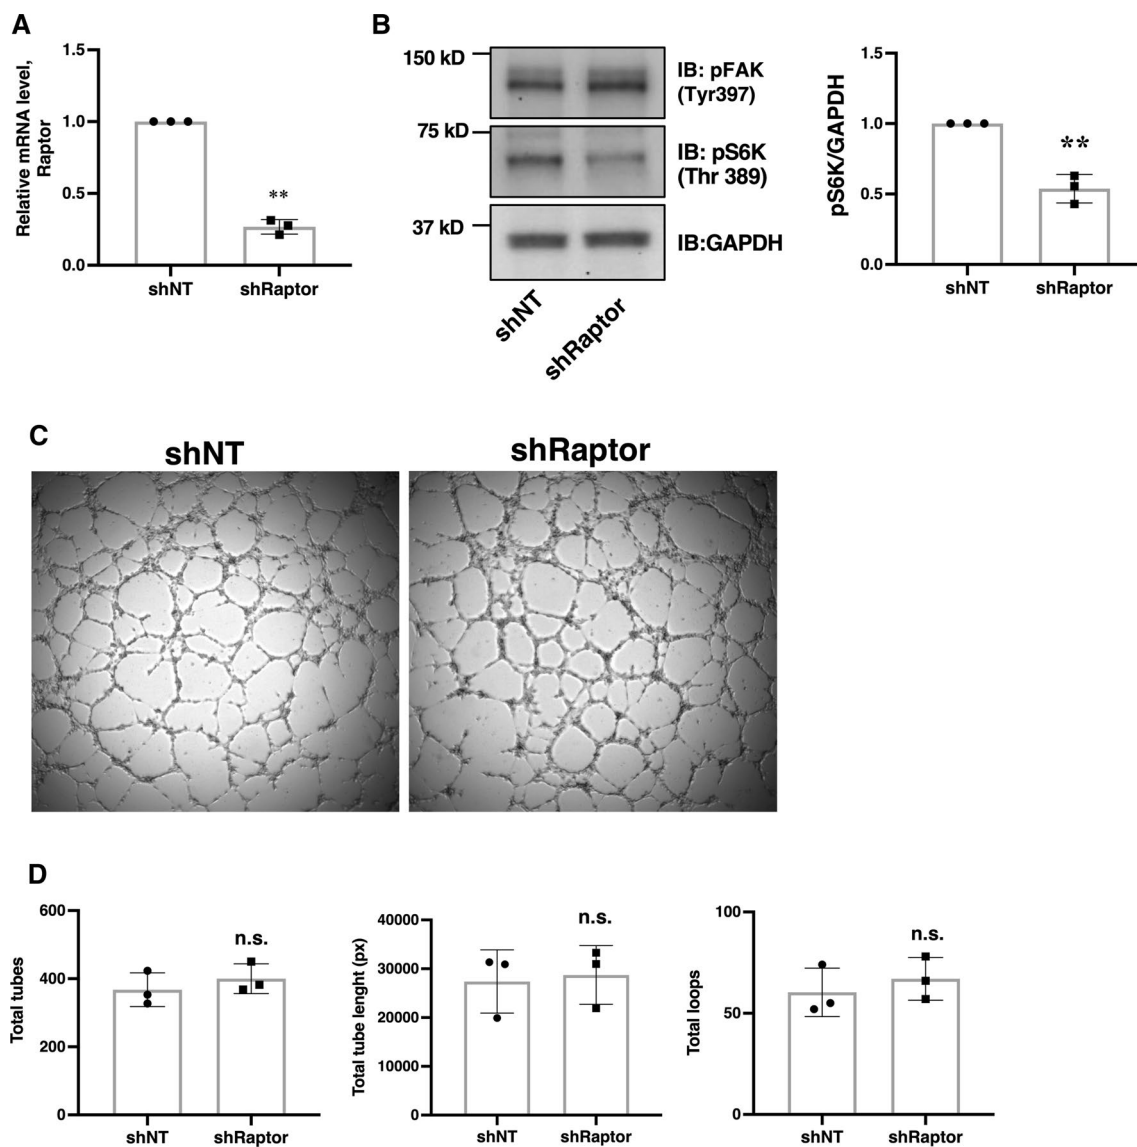 A
Relative mRNA level,
Raptor
1.5
1.0
0.5
0.0
**
shNT
shRaptor
B
150 kD
75 kD
37 kD
IB: pFAK
(Tyr397)
IB: pS6K
(Thr 389)
IB:GAPDH
shNT
shRaptor
pS6K/GAPDH
1.5
1.0
0.5
0.0
**
shNT
shRaptor
C
shNT
shRaptor
D
Total tubes
600
400
200
0
n.s.
shNT
shRaptor
Total tube lenght (px)
40000
30000
20000
10000
0
n.s.
shNT
shRaptor
Total loops
100
50
0
n.s.
shNT
shRaptor